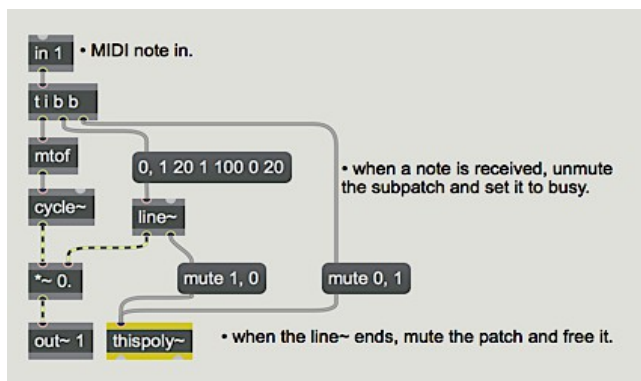 in 1
• MIDI note in.
t i b b
mtof
0, 1 20 1 100 0 20
• when a note is received, unmute
the subpatch and set it to busy.
cycle~
line~
*~ 0.
mute 1, 0
mute 0, 1
out~ 1
thispoly~
• when the line~ ends, mute the patch and free it.